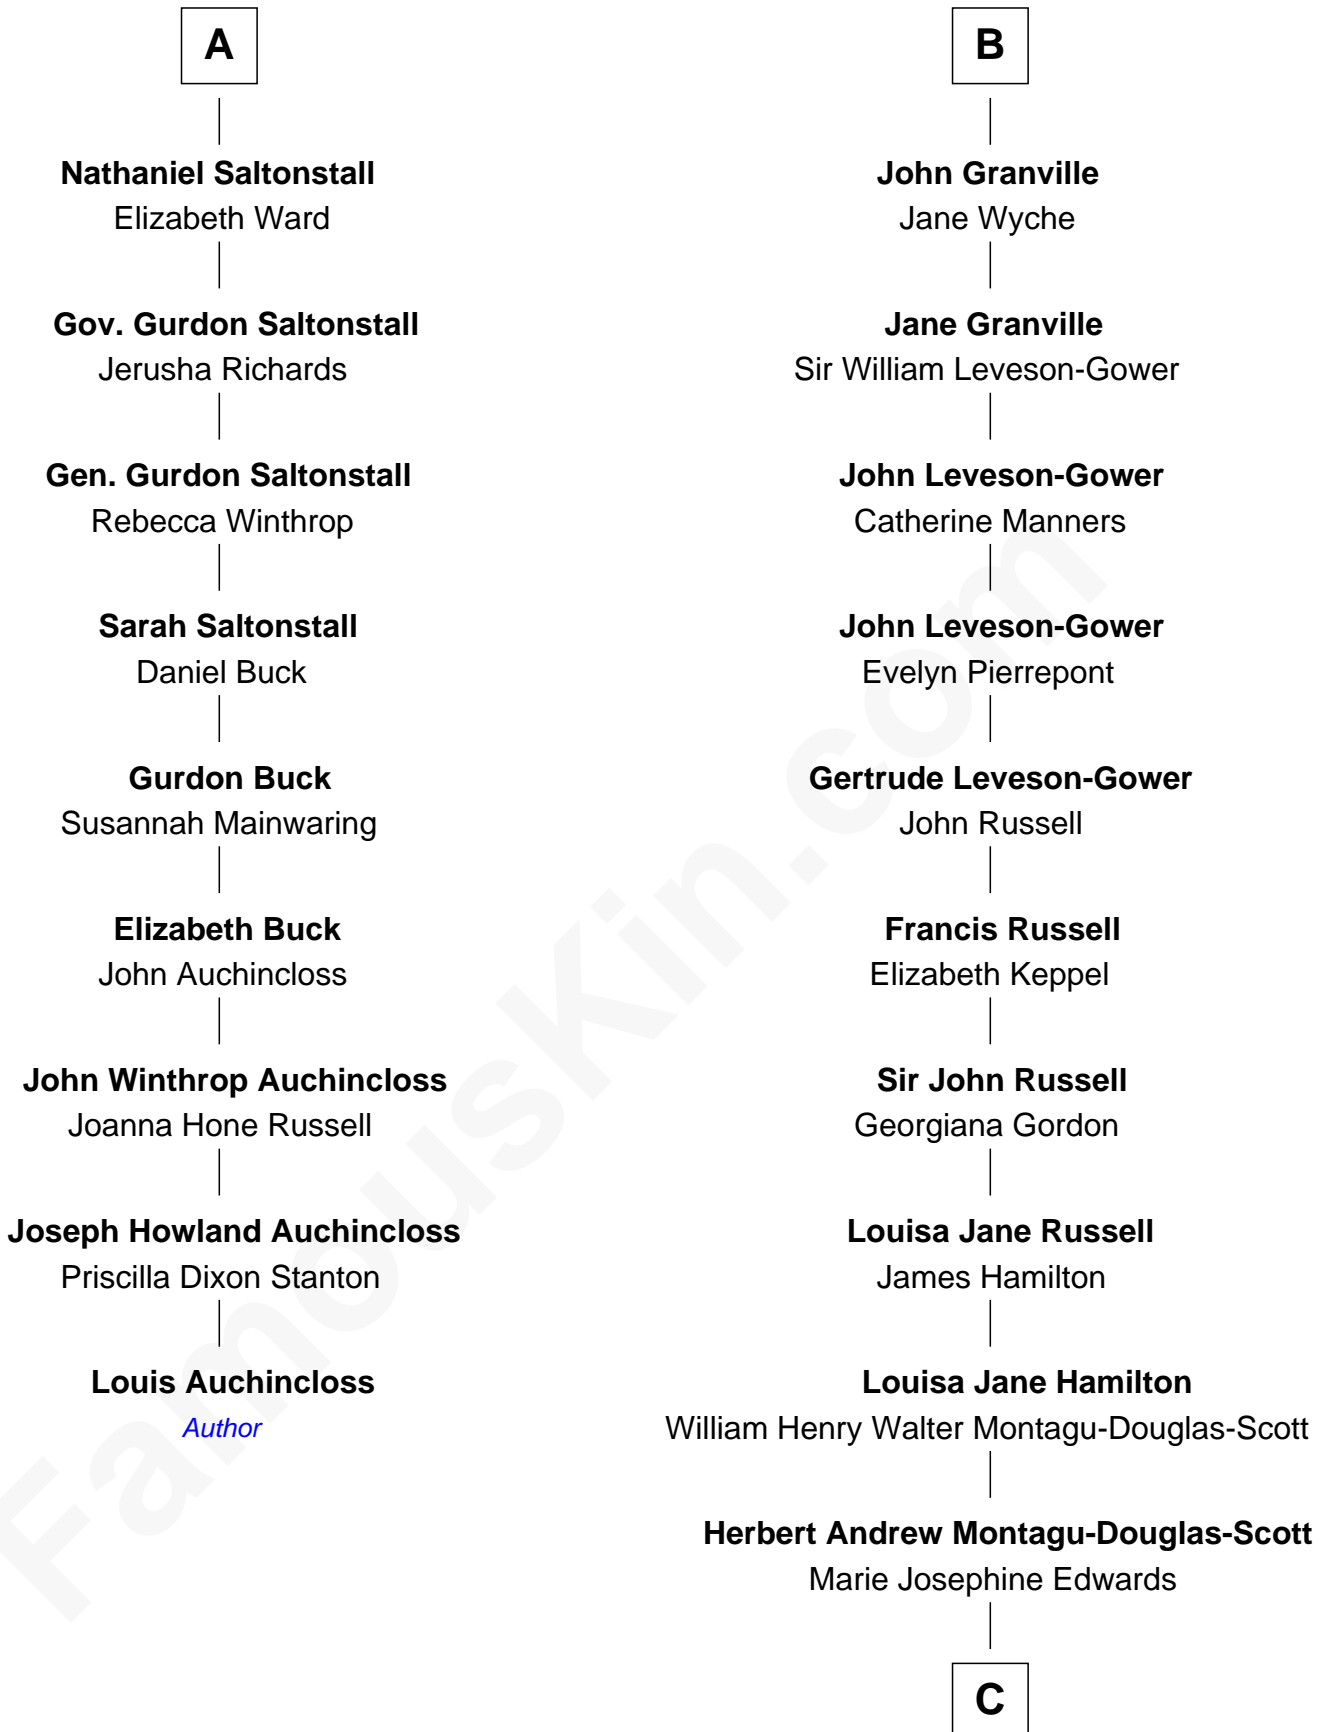 A
Nathaniel Saltonstall
Elizabeth Ward
Gov. Gurdon Saltonstall
Jerusha Richards
Gen. Gurdon Saltonstall
Rebecca Winthrop
Sarah Saltonstall
Daniel Buck
Gurdon Buck
Susannah Mainwaring
Elizabeth Buck
John Auchincloss
John Winthrop Auchincloss
Joanna Hone Russell
Joseph Howland Auchincloss
Priscilla Dixon Stanton
Louis Auchincloss
Author
B
John Granville
Jane Wyche
Jane Granville
Sir William Leveson-Gower
John Leveson-Gower
Catherine Manners
John Leveson-Gower
Evelyn Pierrepont
Gertrude Leveson-Gower
John Russell
Francis Russell
Elizabeth Keppel
Sir John Russell
Georgiana Gordon
Louisa Jane Russell
James Hamilton
Louisa Jane Hamilton
William Henry Walter Montagu-Douglas-Scott
Herbert Andrew Montagu-Douglas-Scott
Marie Josephine Edwards
C
FamousKin.com